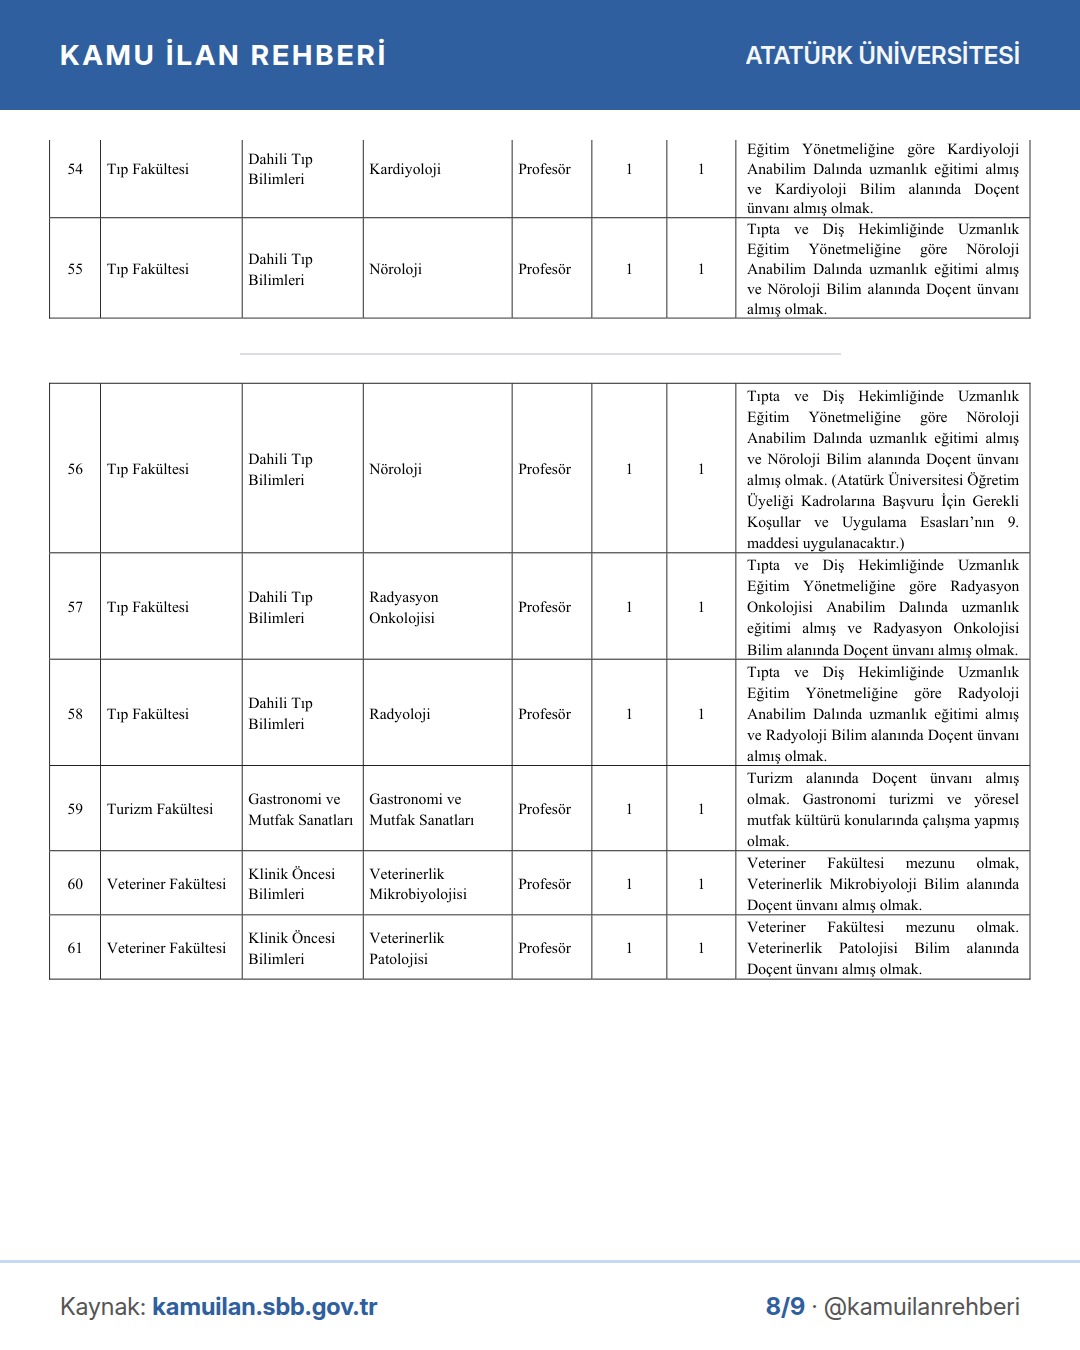 KAMU İLAN REHBERİ
ATATÜRK ÜNİVERSİTESİ
54
Tıp Fakültesi
Dahili Tıp
Bilimleri
Kardiyoloji
Profesör
1
1
Eğitim Yönetmeliğine göre Kardiyoloji
Anabilim Dalında uzmanlık eğitimi almış
ve Kardiyoloji Bilim alanında Doçent
ünvanı almış olmak.
55
Tıp Fakültesi
Dahili Tıp
Bilimleri
Nöroloji
Profesör
1
1
Tıpta ve Diş Hekimliğinde Uzmanlık
Eğitim Yönetmeliğine göre Nöroloji
Anabilim Dalında uzmanlık eğitimi almış
ve Nöroloji Bilim alanında Doçent ünvanı
almış olmak.
56
Tıp Fakültesi
Dahili Tıp
Bilimleri
Nöroloji
Profesör
1
1
Tıpta ve Diş Hekimliğinde Uzmanlık
Eğitim Yönetmeliğine göre Nöroloji
Anabilim Dalında uzmanlık eğitimi almış
ve Nöroloji Bilim alanında Doçent ünvanı
almış olmak. (Atatürk Üniversitesi Öğretim
Üyeliği Kadrolarına Başvuru İçin Gerekli
Koşullar ve Uygulama Esasları’nın 9.
maddesi uygulanacaktır.)
57
Tıp Fakültesi
Dahili Tıp
Bilimleri
Radyasyon
Onkolojisi
Profesör
1
1
Tıpta ve Diş Hekimliğinde Uzmanlık
Eğitim Yönetmeliğine göre Radyasyon
Onkolojisi Anabilim Dalında uzmanlık
eğitimi almış ve Radyasyon Onkolojisi
Bilim alanında Doçent ünvanı almış olmak.
58
Tıp Fakültesi
Dahili Tıp
Bilimleri
Radyoloji
Profesör
1
1
Tıpta ve Diş Hekimliğinde Uzmanlık
Eğitim Yönetmeliğine göre Radyoloji
Anabilim Dalında uzmanlık eğitimi almış
ve Radyoloji Bilim alanında Doçent ünvanı
almış olmak.
59
Turizm Fakültesi
Gastronomi ve
Mutfak Sanatları
Gastronomi ve
Mutfak Sanatları
Profesör
1
1
Turizm alanında Doçent ünvanı almış
olmak. Gastronomi turizmi ve yöresel
mutfak kültürü konularında çalışma yapmış
olmak.
60
Veteriner Fakültesi
Klinik Öncesi
Bilimleri
Veterinerlik
Mikrobiyolojisi
Profesör
1
1
Veteriner Fakültesi mezunu olmak,
Veterinerlik Mikrobiyoloji Bilim alanında
Doçent ünvanı almış olmak.
61
Veteriner Fakültesi
Klinik Öncesi
Bilimleri
Veterinerlik
Patolojisi
Profesör
1
1
Veteriner Fakültesi mezunu olmak.
Veterinerlik Patolojisi Bilim alanında
Doçent ünvanı almış olmak.
Kaynak: kamuilan.sbb.gov.tr
8/9 · @kamuilanrehberi